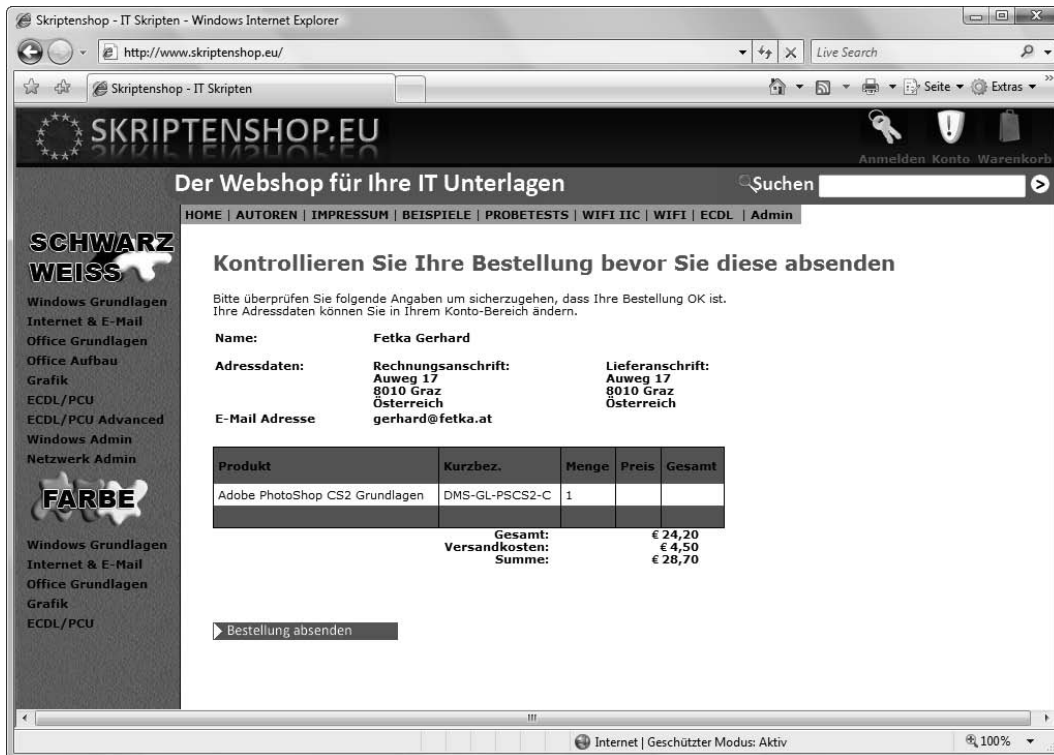 Skriptenshop - IT Skripten - Windows Internet Explorer
http://www.skriptenshop.eu/
Live Search
Skriptenshop - IT Skripten
Seite
Extras
SKRIPTENSHOP.EU
Anmelden Konto Warenkorb
Der Webshop für Ihre IT Unterlagen
Suchen
HOME | AUTOREN | IMPRESSUM | BEISPIELE | PROBETESTS | WIFI IIC | WIFI | ECDL | Admin
SCHWARZ
WEISS
Windows Grundlagen
Internet & E-Mail
Office Grundlagen
Office Aufbau
Grafik
ECDL/PCU
ECDL/PCU Advanced
Windows Admin
Netzwerk Admin
FARBE
Windows Grundlagen
Internet & E-Mail
Office Grundlagen
Grafik
ECDL/PCU
Kontrollieren Sie Ihre Bestellung bevor Sie diese absenden
Bitte überprüfen Sie folgende Angaben um sicherzugehen, dass Ihre Bestellung OK ist.
Ihre Adressdaten können Sie in Ihrem Konto-Bereich ändern.
Name: Fetka Gerhard
Adressdaten: Rechnungsanschrift: Lieferanschrift:
Auweg 17 Auweg 17
8010 Graz 8010 Graz
Österreich Österreich
E-Mail Adresse gerhard@fetka.at
Produkt Kurzbez. Menge Preis Gesamt
Adobe PhotoShop CS2 Grundlagen DMS-GL-PSCS2-C 1
Gesamt: € 24,20
Versandkosten: € 4,50
Summe: € 28,70
Bestellung absenden
Internet | Geschützter Modus: Aktiv
100%